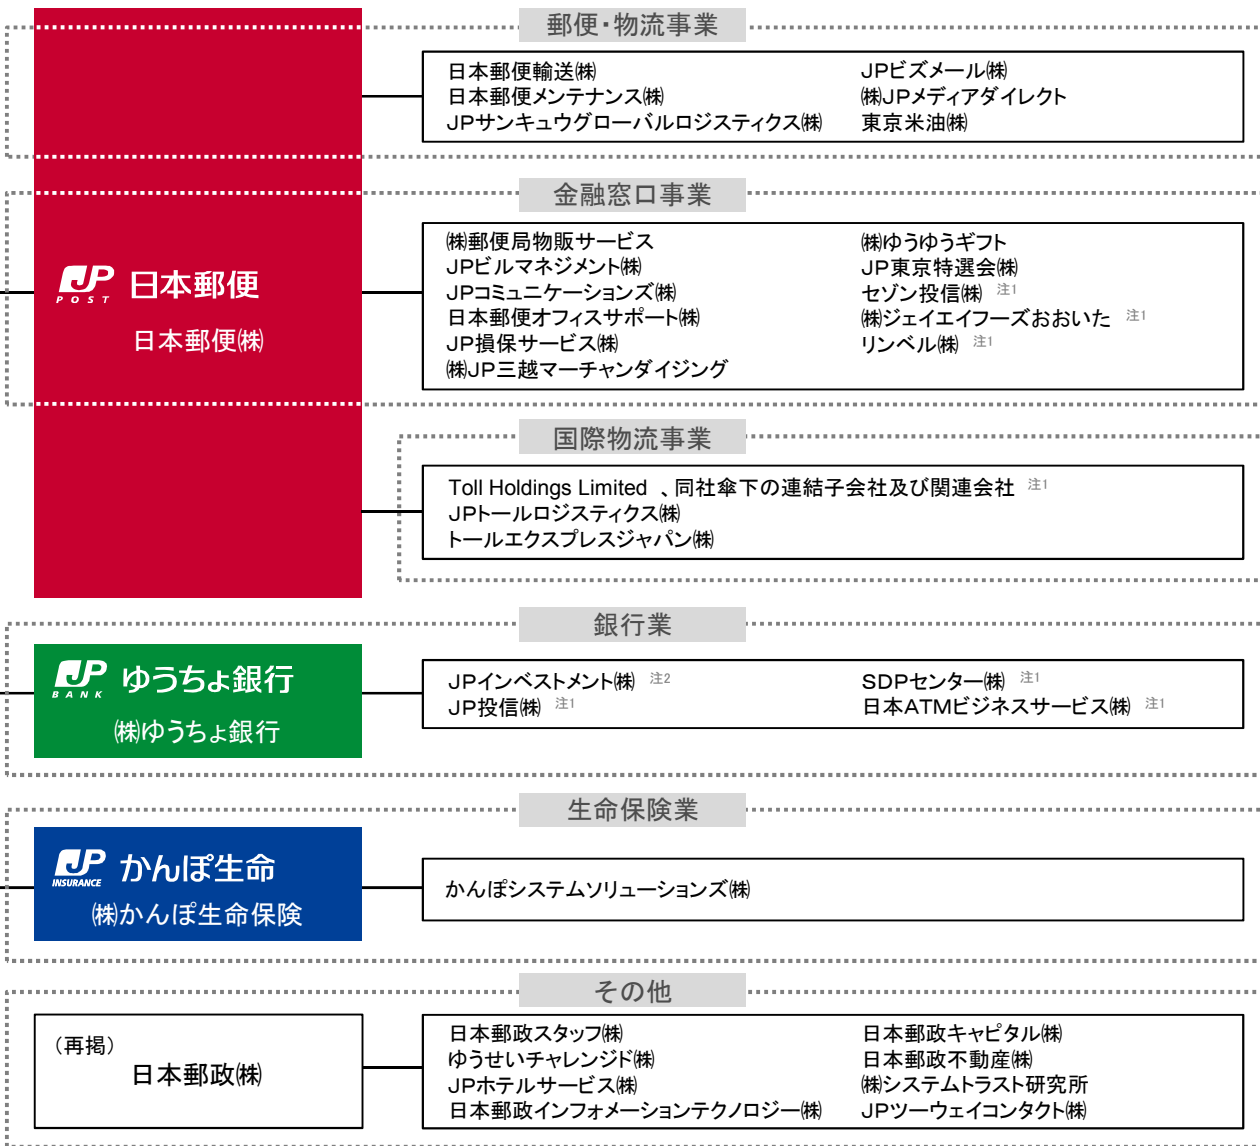 郵便・物流事業
日本郵便輸送㈱
日本郵便メンテナンス㈱
JPサンキュウグローバルロジスティクス㈱
JPビズメール㈱
㈱JPメディアダイレクト
東京米油㈱
JP POST 日本郵便
日本郵便㈱
金融窓口事業
㈱郵便局物販サービス
JPビルマネジメント㈱
JPコミュニケーションズ㈱
日本郵便オフィスサポート㈱
JP損保サービス㈱
㈱JP三越マーチャンダイジング
㈱ゆうゆうギフト
JP東京特選会㈱
セゾン投信㈱ 注1
㈱ジェイエイフーズおおいた 注1
リンベル㈱ 注1
国際物流事業
Toll Holdings Limited 、同社傘下の連結子会社及び関連会社 注1
JPトールロジスティクス㈱
トールエクスプレスジャパン㈱
銀行業
JP BANK ゆうちょ銀行
㈱ゆうちょ銀行
JPインベストメント㈱ 注2
JP投信㈱ 注1
SDPセンター㈱ 注1
日本ATMビジネスサービス㈱ 注1
生命保険業
JP INSURANCE かんぽ生命
㈱かんぽ生命保険
かんぽシステムソリューションズ㈱
その他
（再掲）
日本郵政㈱
日本郵政スタッフ㈱
ゆうせいチャレンジド㈱
JPホテルサービス㈱
日本郵政インフォメーションテクノロジー㈱
日本郵政キャピタル㈱
日本郵政不動産㈱
㈱システムトラスト研究所
JPツーウェイコンタクト㈱